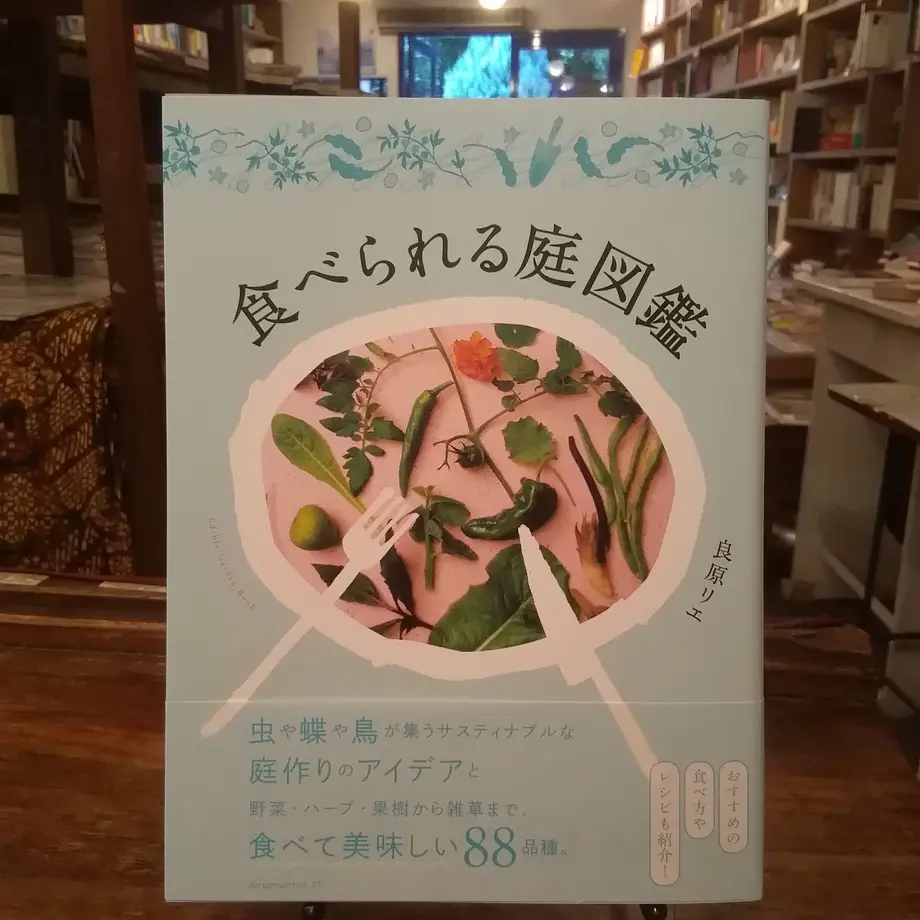 食べられる庭図鑑
Edible Garden Book
良原リエ
虫や蝶や鳥が集うサスティナブルな
庭作りのアイデアと
野菜・ハーブ・果樹から雑草まで、
食べて美味しい88品種。
おすすめの
食べ方や
レシピも紹介!